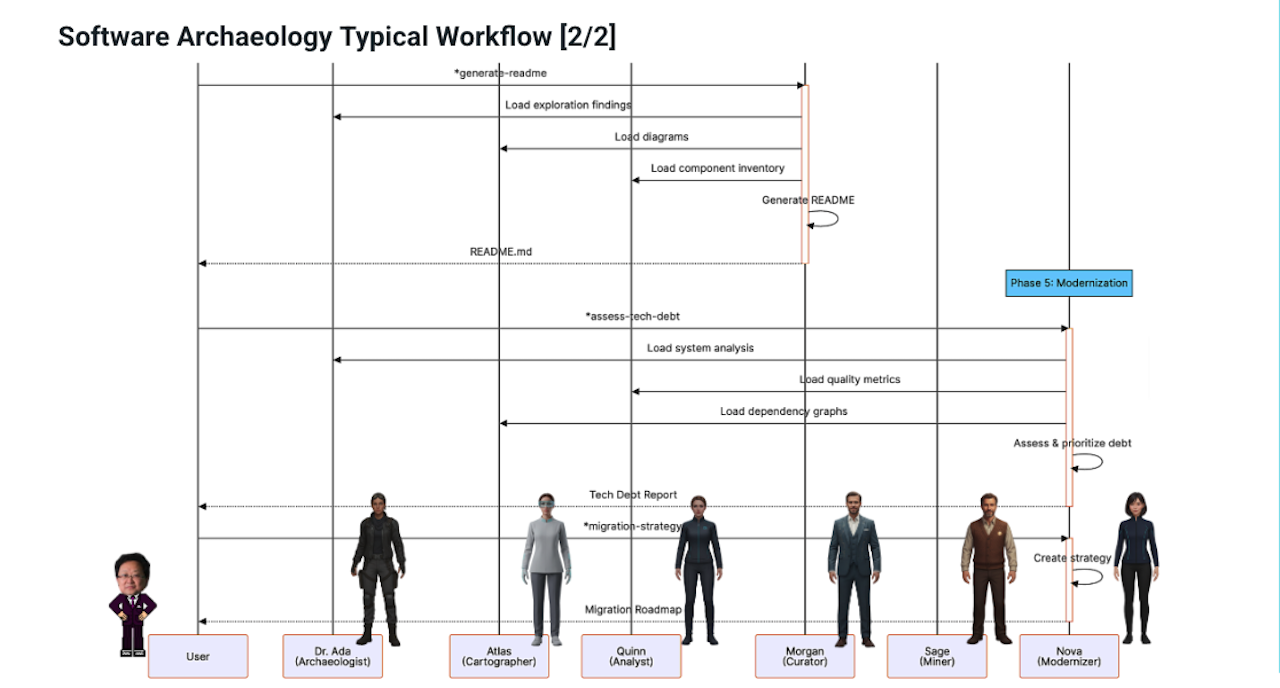 Software Archaeology Typical Workflow [2/2]
*generate-readme
Load exploration findings
Load diagrams
Load component inventory
Generate README
README.md
Phase 5: Modernization
*assess-tech-debt
Load system analysis
Load quality metrics
Load dependency graphs
Assess & prioritize debt
Tech Debt Report
*migration-strategy
Create strategy
Migration Roadmap
User
Dr. Ada
(Archaeologist)
Atlas
(Cartographer)
Quinn
(Analyst)
Morgan
(Curator)
Sage
(Miner)
Nova
(Modernizer)